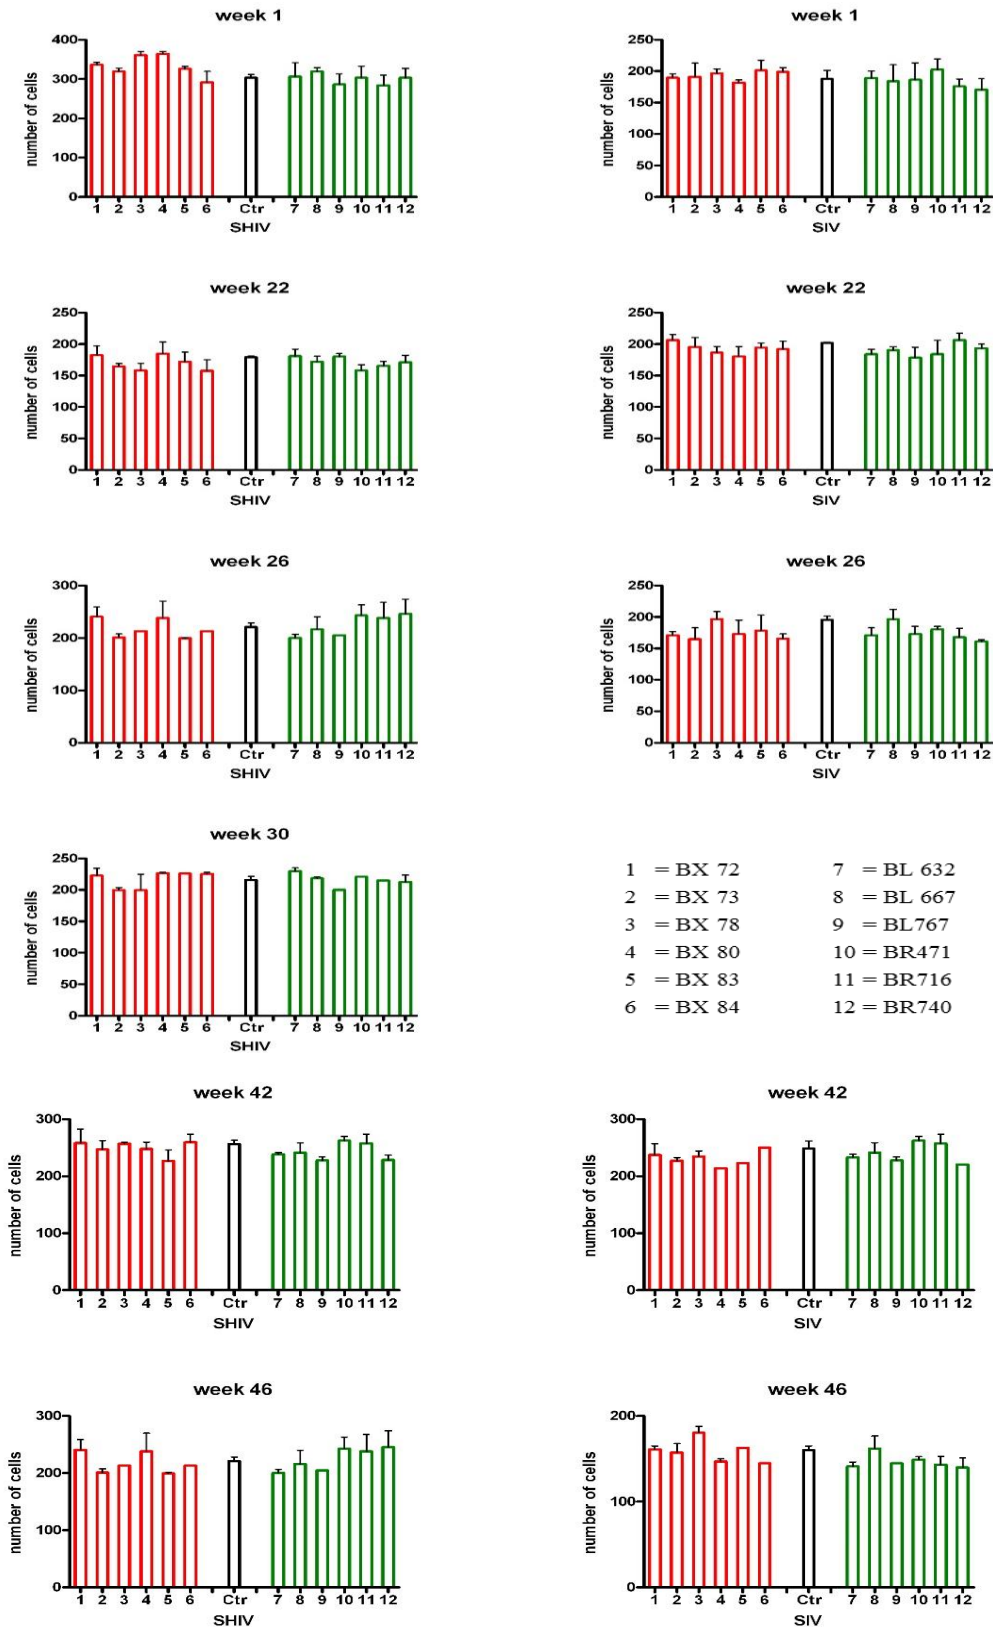 week 1
number of cells
400
300
200
100
0
1 2 3 4 5 6 Ctr 7 8 9 10 11 12
SHIV
week 1
number of cells
250
200
150
100
50
0
1 2 3 4 5 6 Ctr 7 8 9 10 11 12
SIV
week 22
number of cells
250
200
150
100
50
0
1 2 3 4 5 6 Ctr 7 8 9 10 11 12
SHIV
week 22
number of cells
250
200
150
100
50
0
1 2 3 4 5 6 Ctr 7 8 9 10 11 12
SIV
week 26
number of cells
300
200
100
0
1 2 3 4 5 6 Ctr 7 8 9 10 11 12
SHIV
week 26
number of cells
250
200
150
100
50
0
1 2 3 4 5 6 Ctr 7 8 9 10 11 12
SIV
week 30
number of cells
250
200
150
100
50
0
1 2 3 4 5 6 Ctr 7 8 9 10 11 12
SHIV
1 = BX 72
2 = BX 73
3 = BX 78
4 = BX 80
5 = BX 83
6 = BX 84
7 = BL 632
8 = BL 667
9 = BL767
10 = BR471
11 = BR716
12 = BR740
week 42
number of cells
300
200
100
0
1 2 3 4 5 6 Ctr 7 8 9 10 11 12
SHIV
week 42
number of cells
300
200
100
0
1 2 3 4 5 6 Ctr 7 8 9 10 11 12
SIV
week 46
number of cells
300
200
100
0
1 2 3 4 5 6 Ctr 7 8 9 10 11 12
SHIV
week 46
number of cells
200
100
0
1 2 3 4 5 6 Ctr 7 8 9 10 11 12
SIV